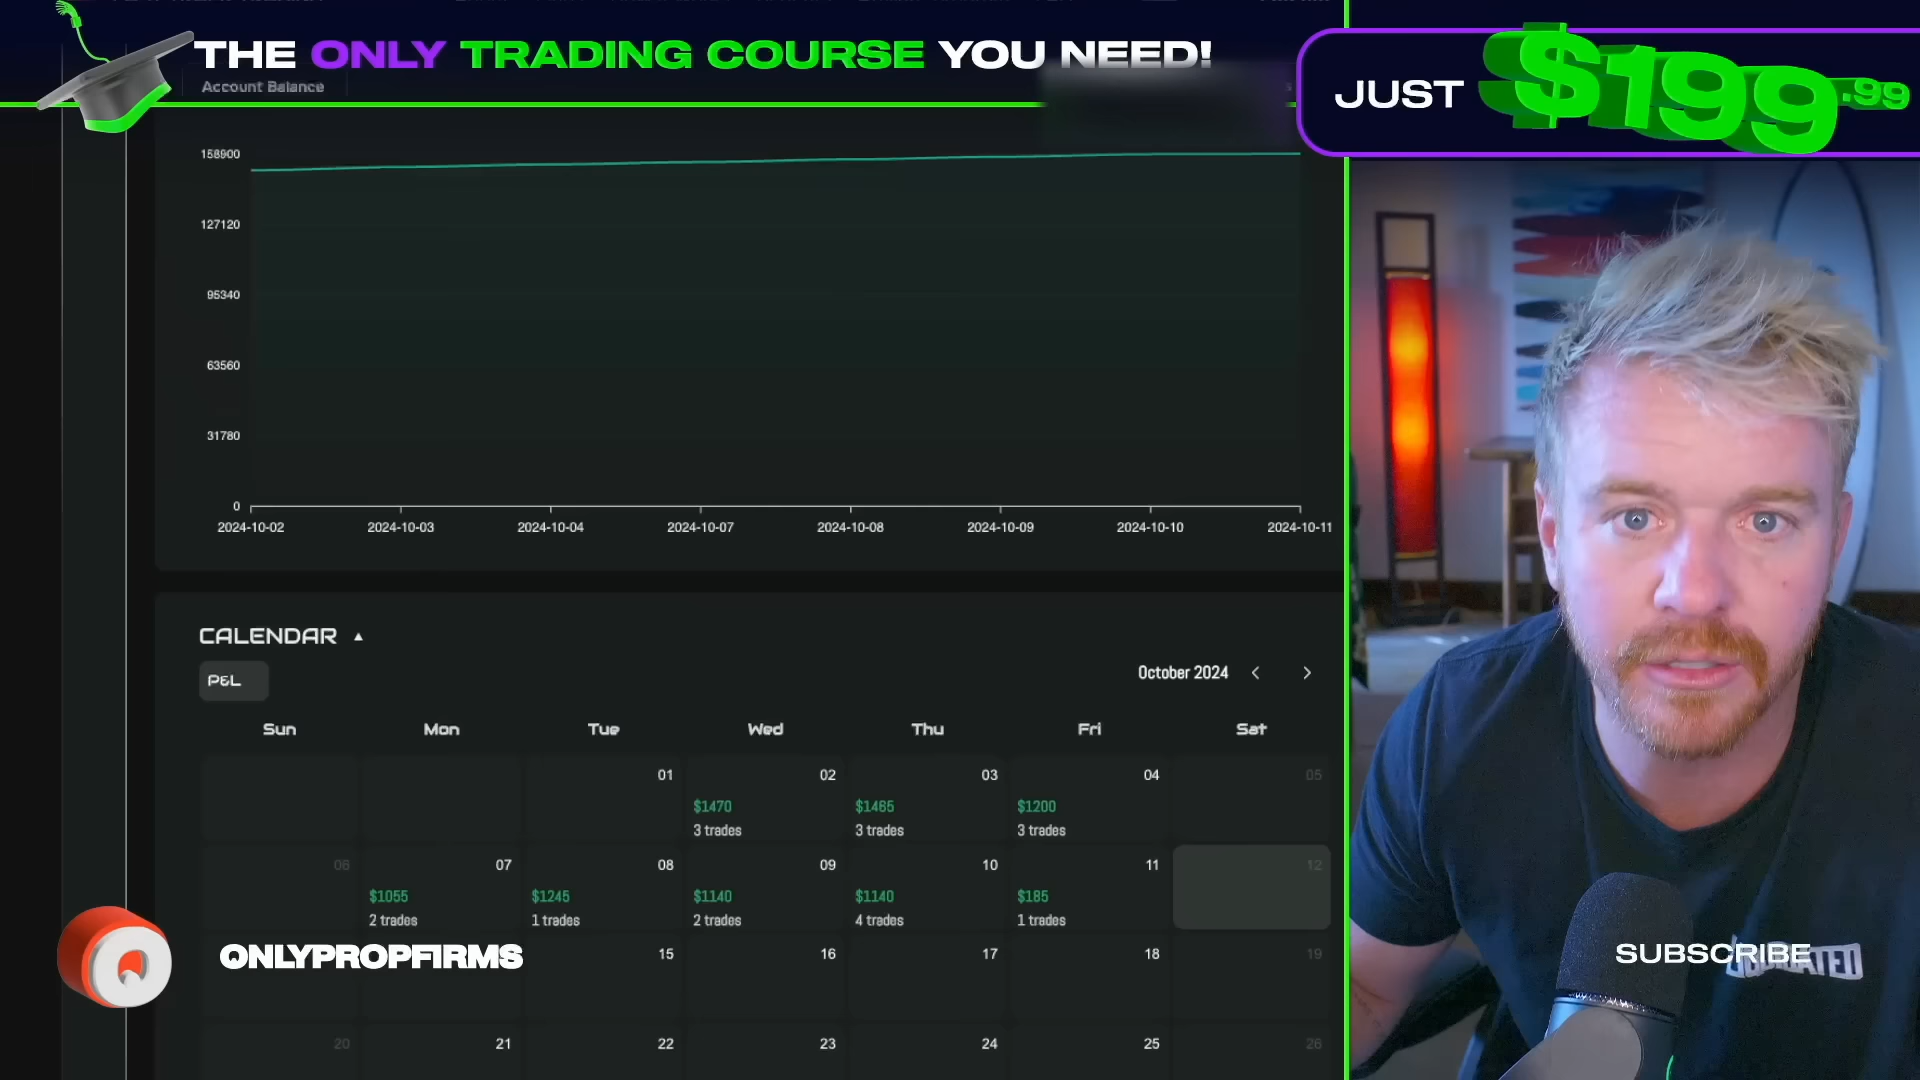 THE ONLY TRADING COURSE YOU NEED!
JUST $199.99
Account Balance
158900
127120
95340
63560
31780
0
2024-10-02 2024-10-03 2024-10-04 2024-10-07 2024-10-08 2024-10-09 2024-10-10 2024-10-11
CALENDAR ▲
P&L
October 2024 < >
Sun Mon Tue Wed Thu Fri Sat
01 02 03 04 05
$1470 $1465 $1200
3 trades 3 trades 3 trades
06 07 08 09 10 11 12
$1055 $1245 $1140 $1140 $185
2 trades 1 trades 2 trades 4 trades 1 trades
15 16 17 18 19
ONLYPROPFIRMS
SUBSCRIBE
20 21 22 23 24 25 26